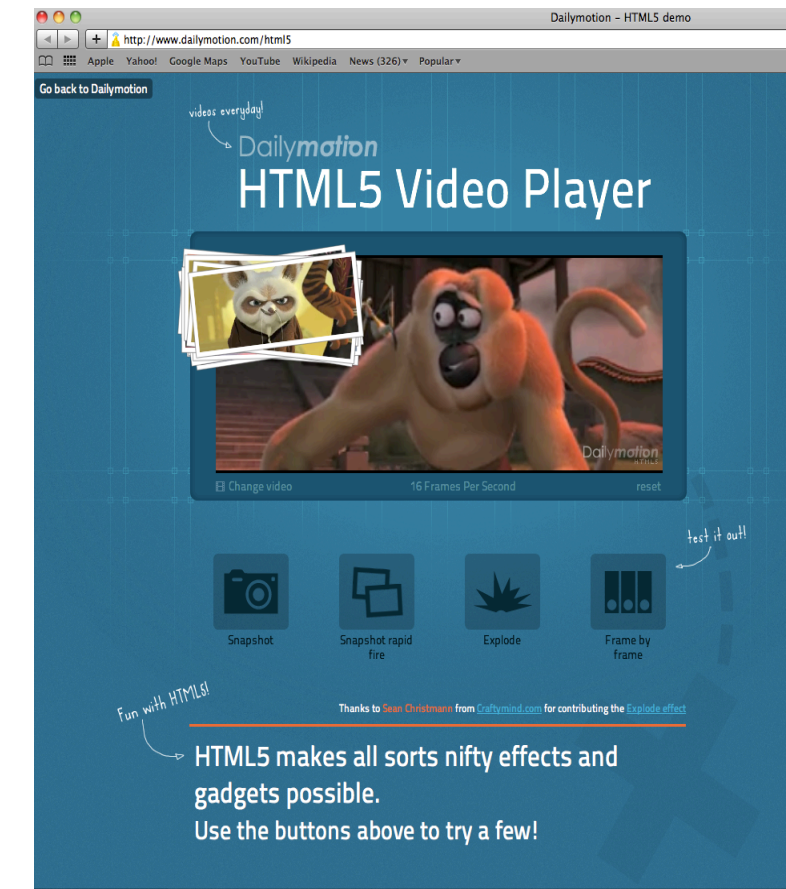 Dailymotion – HTML5 demo
http://www.dailymotion.com/html5
Apple Yahoo! Google Maps YouTube Wikipedia News (326)▾ Popular▾
Go back to Dailymotion
videos everyday!
Dailymotion
HTML5 Video Player
Dailymotion
HTML5
Change video 16 Frames Per Second reset
test it out!
Snapshot
Snapshot rapid
fire
Explode
Frame by
frame
Fun with HTML5!
Thanks to Sean Christmann from Craftymind.com for contributing the Explode effect
HTML5 makes all sorts nifty effects and
gadgets possible.
Use the buttons above to try a few!